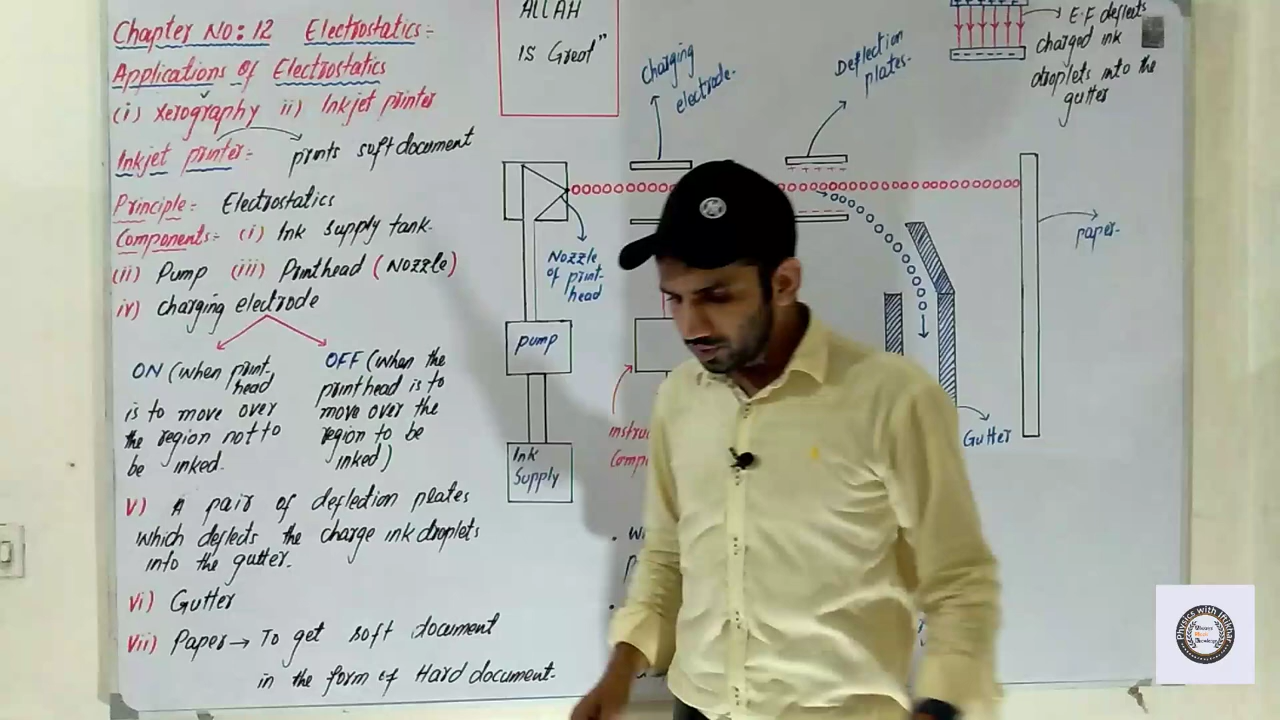 Chapter No: 12 Electrostatics:
Applications of Electrostatics
(i) Xerography ii) Inkjet printer
Inkjet printer: prints soft document
Principle: Electrostatics
Components: (i) Ink supply tank.
(ii) Pump (iii) Printhead (Nozzle)
iv) charging electrode
ON (when print-
head
is to move over
the region not to
be inked.
OFF (when the
printhead is to
move over the
region to be
inked)
v) A pair of deflection plates
which deflects the charge ink droplets
into the gutter.
vi) Gutter
vii) Paper → To get soft document
in the form of Hard document.
ALLAH
IS Great"
charging
electrode.
Deflection
plates.
E.F deflects
charged ink
droplets into the
gutter
Nozzle
of print-
head
pump
Ink
Supply
paper.
Gutter
Physics with Iftikhar